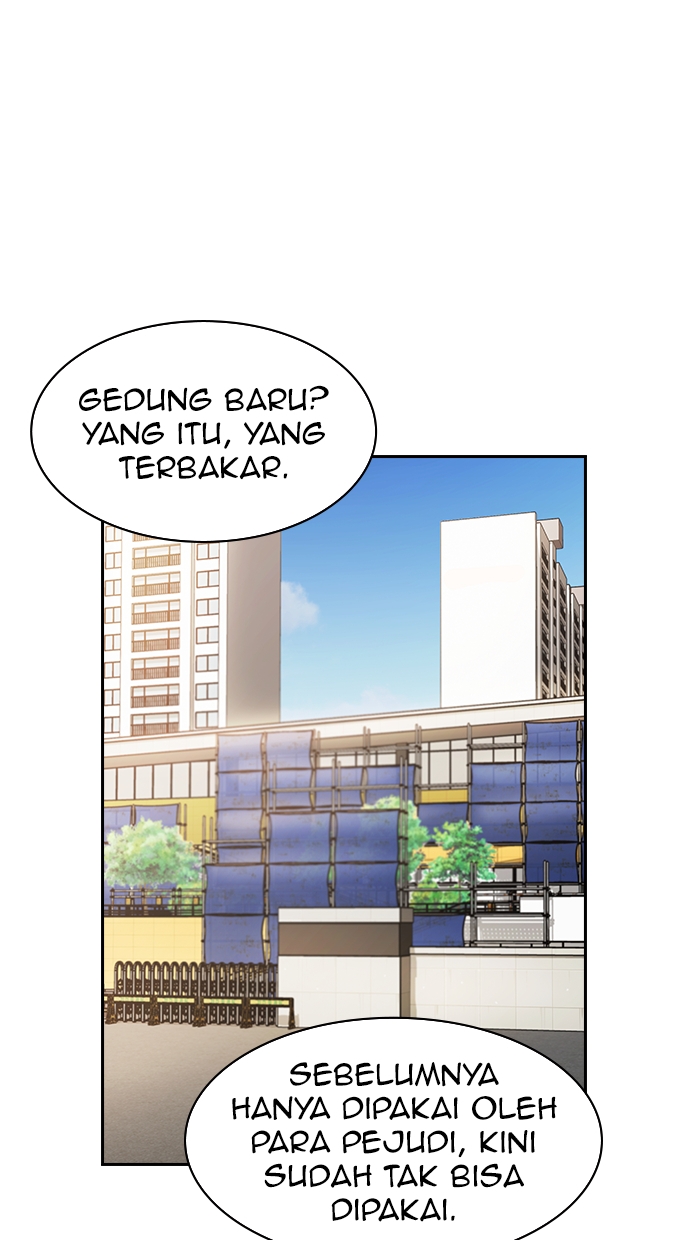 GEDUNG BARU?
YANG ITU, YANG
TERBAKAR.
SEBELUMNYA
HANYA DIPAKAI OLEH
PARA PEJUDI, KINI
SUDAH TAK BISA
DIPAKAI.